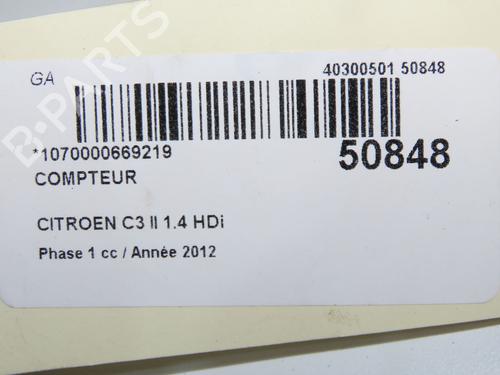 GA
40300501 50848
*1070000669219
50848
COMPTEUR
CITROEN C3 II 1.4 HDi
Phase 1 cc / Année 2012
B-PARTS